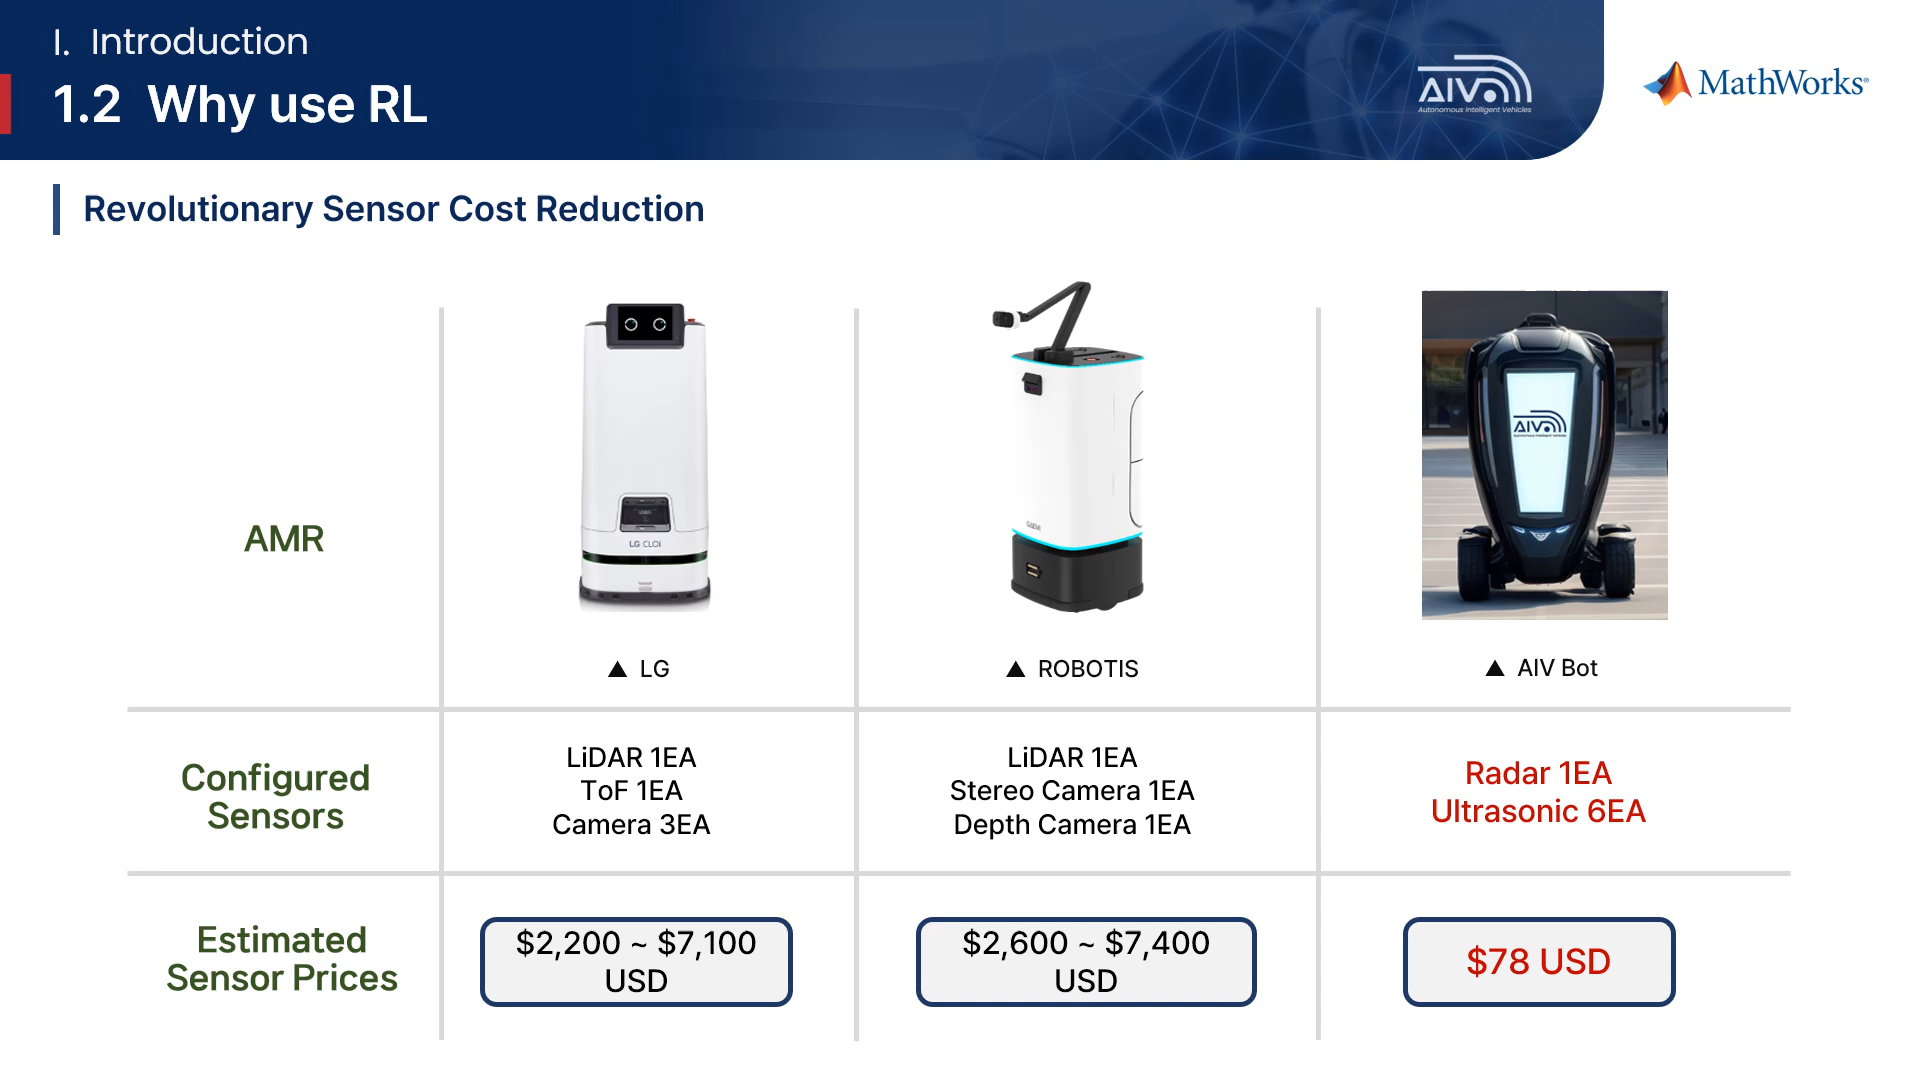 I. Introduction
1.2 Why use RL
AIV
Autonomous Intelligent Vehicles
MathWorks®
Revolutionary Sensor Cost Reduction
AMR
LG CLOi
▲ LG
▲ ROBOTIS
AIV
Autonomous Intelligent Vehicles
▲ AIV Bot
Configured
Sensors
LiDAR 1EA
ToF 1EA
Camera 3EA
LiDAR 1EA
Stereo Camera 1EA
Depth Camera 1EA
Radar 1EA
Ultrasonic 6EA
Estimated
Sensor Prices
$2,200 ~ $7,100
USD
$2,600 ~ $7,400
USD
$78 USD